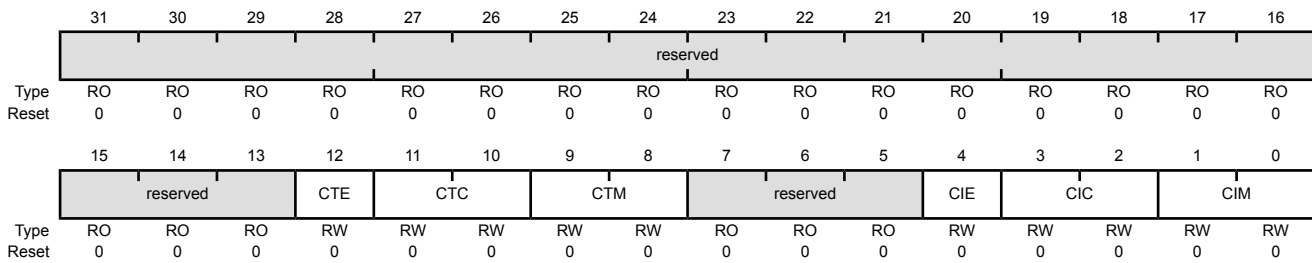 31 30 29 28 27 26 25 24 23 22 21 20 19 18 17 16
reserved
Type RO RO RO RO RO RO RO RO RO RO RO RO RO RO RO RO
Reset 0 0 0 0 0 0 0 0 0 0 0 0 0 0 0 0
15 14 13 12 11 10 9 8 7 6 5 4 3 2 1 0
reserved CTE CTC CTM reserved CIE CIC CIM
Type RO RO RO RW RW RW RW RW RO RO RO RW RW RW RW RW
Reset 0 0 0 0 0 0 0 0 0 0 0 0 0 0 0 0